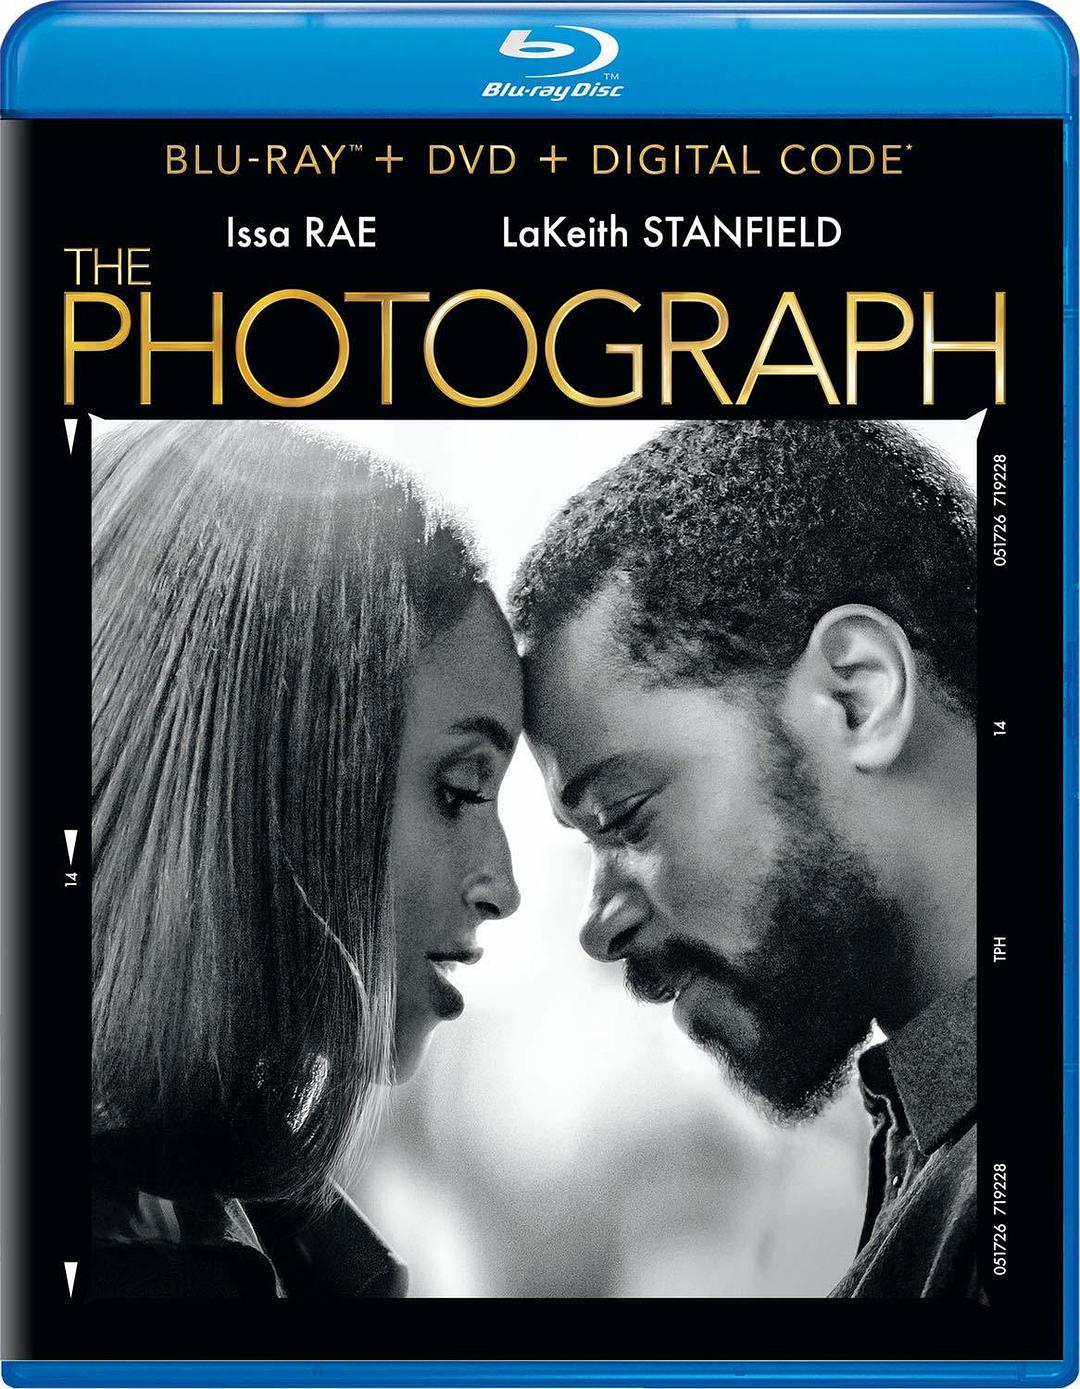 Blu-ray Disc™
BLU-RAY™ + DVD + DIGITAL CODE*
Issa RAE LaKeith STANFIELD
THE
PHOTOGRAPH
051726 719228
14
14
TPH
051726 719228